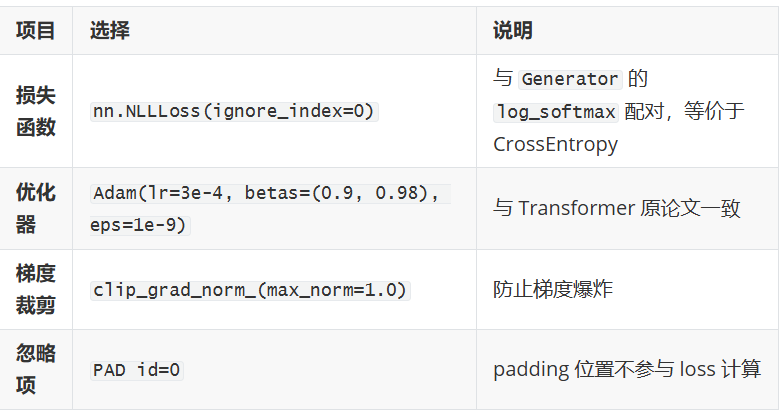 项目 选择 说明
损失函数 nn.NLLLoss(ignore_index=0) 与 Generator 的 log_softmax 配对，等价于 CrossEntropy
优化器 Adam(lr=3e-4, betas=(0.9, 0.98), eps=1e-9) 与 Transformer 原论文一致
梯度裁剪 clip_grad_norm_(max_norm=1.0) 防止梯度爆炸
忽略项 PAD id=0 padding 位置不参与 loss 计算